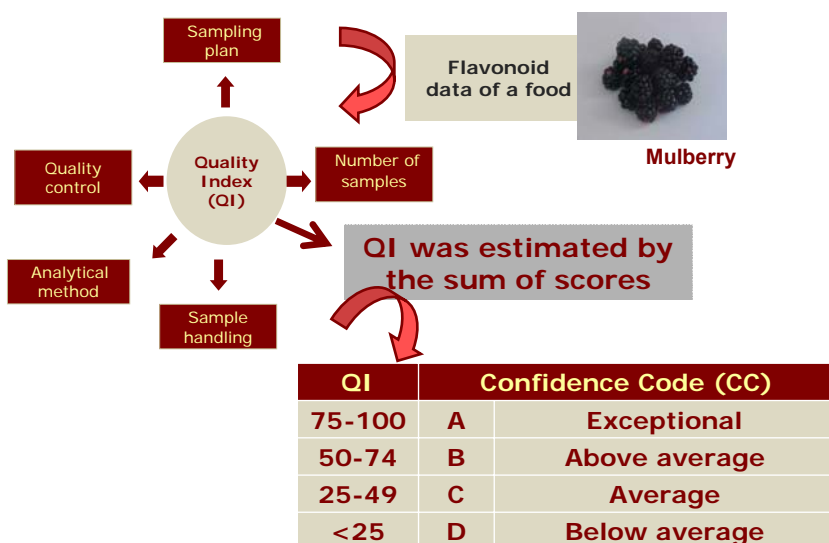 Sampling
plan
Flavonoid
data of a food
Mulberry
Quality
control
Quality
Index
(QI)
Number of
samples
Analytical
method
Sample
handling
QI was estimated by
the sum of scores
QI Confidence Code (CC)
75-100 A Exceptional
50-74 B Above average
25-49 C Average
<25 D Below average